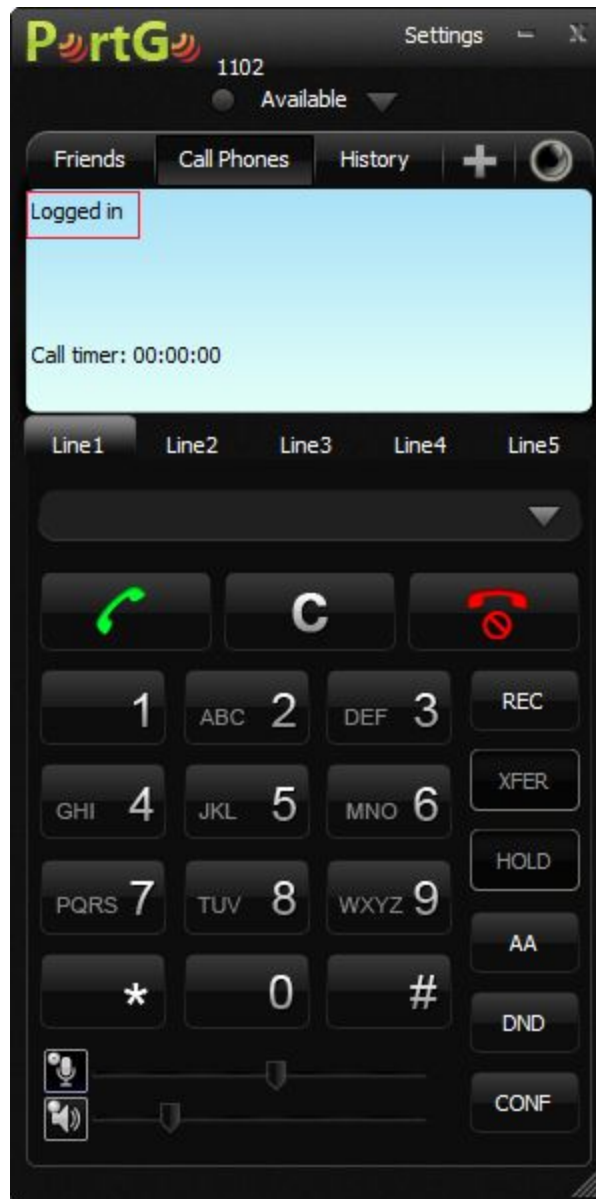 PortGo
Settings
1102
Available
Friends Call Phones History
Logged in
Call timer: 00:00:00
Line1 Line2 Line3 Line4 Line5
C
1 ABC 2 DEF 3 REC
GHI 4 JKL 5 MNO 6 XFER
HOLD
PQRS 7 TUV 8 WXYZ 9
AA
* 0 #
DND
CONF